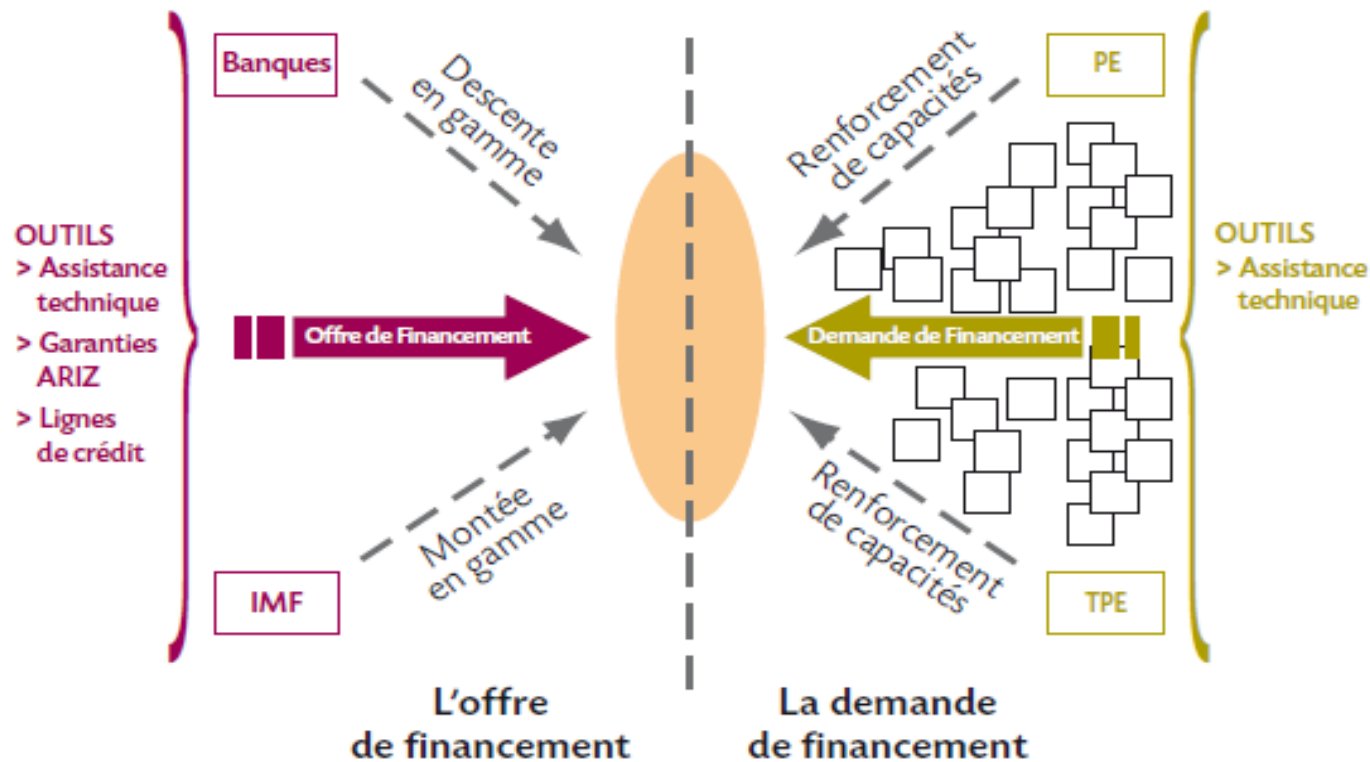 Banques
Descente
en gamme
Renforcement
de capacités
PE
OUTILS
> Assistance
technique
> Garanties
ARIZ
> Lignes
de crédit
Offre de Financement
Demande de Financement
OUTILS
> Assistance
technique
Montée
en gamme
Renforcement
de capacités
IMF
TPE
L'offre
de financement
La demande
de financement